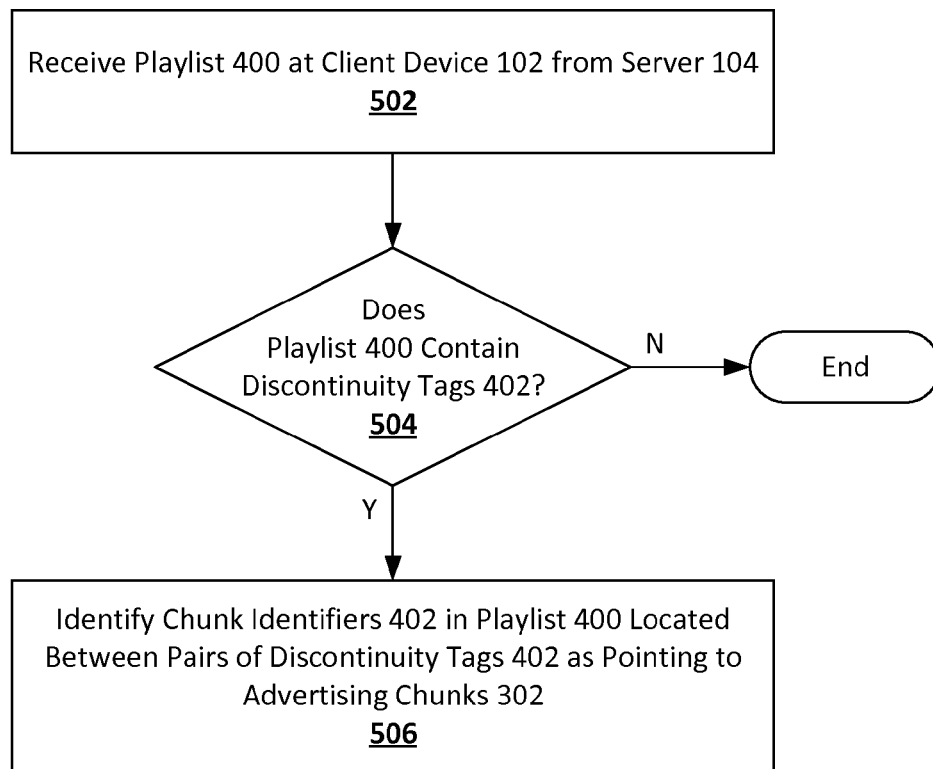 Receive Playlist 400 at Client Device 102 from Server 104
502
Does
Playlist 400 Contain
Discontinuity Tags 402?
504
N
End
Y
Identify Chunk Identifiers 402 in Playlist 400 Located
Between Pairs of Discontinuity Tags 402 as Pointing to
Advertising Chunks 302
506